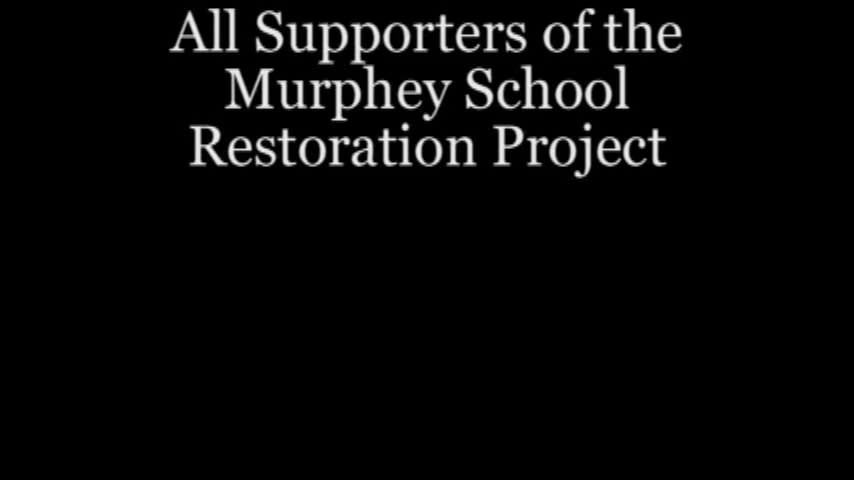 All Supporters of the
Murphey School
Restoration Project